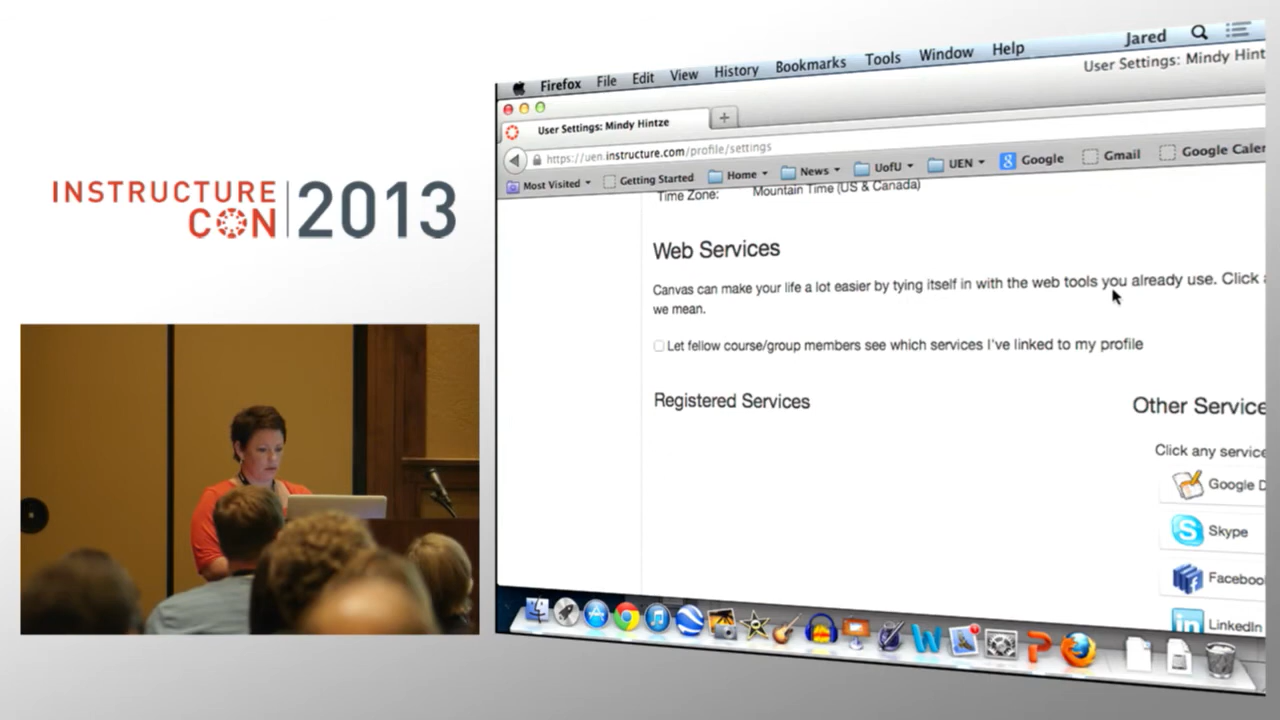 INSTRUCTURE
CON
2013
Firefox File Edit View History Bookmarks Tools Window Help Jared
User Settings: Mindy Hint
User Settings: Mindy Hintze
https://uen.instructure.com/profile/settings
Most Visited Getting Started Home News UofU UEN Google Gmail Google Caler
Time Zone: Mountain Time (US & Canada)
Web Services
Canvas can make your life a lot easier by tying itself in with the web tools you already use. Click
we mean.
Let fellow course/group members see which services I've linked to my profile
Registered Services
Other Service
Click any service
Google D
Skype
Faceboo
LinkedIn